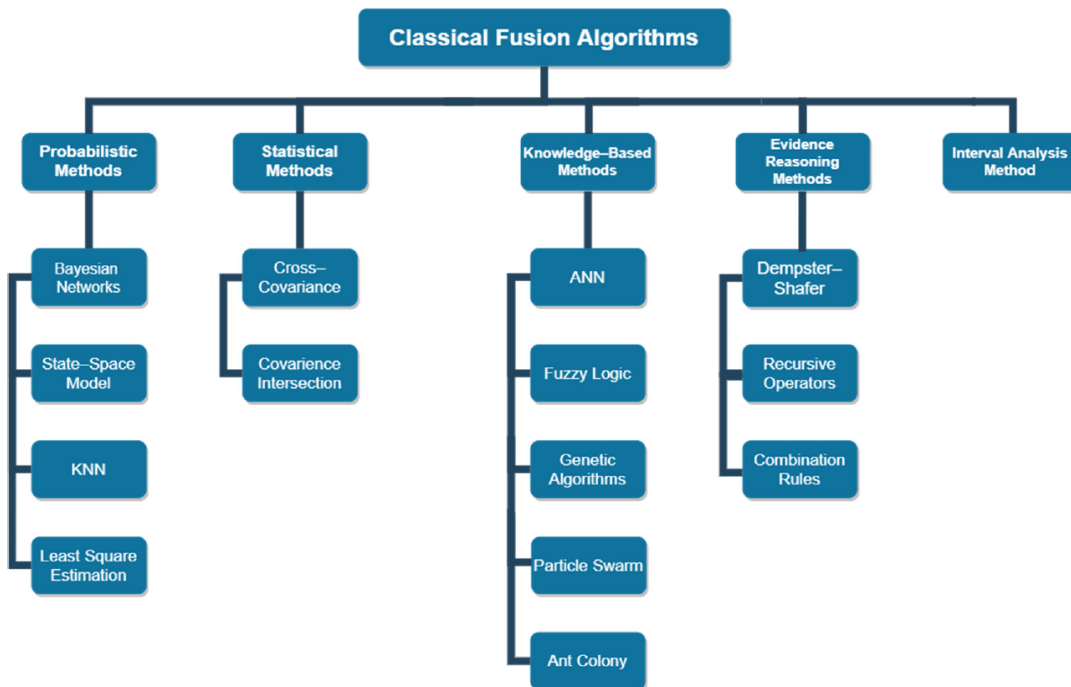 Classical Fusion Algorithms
Probabilistic
Methods
Statistical
Methods
Knowledge–Based
Methods
Evidence
Reasoning
Methods
Interval Analysis
Method
Bayesian
Networks
State–Space
Model
KNN
Least Square
Estimation
Cross–
Covariance
Covarience
Intersection
ANN
Fuzzy Logic
Genetic
Algorithms
Particle Swarm
Ant Colony
Dempster–
Shafer
Recursive
Operators
Combination
Rules